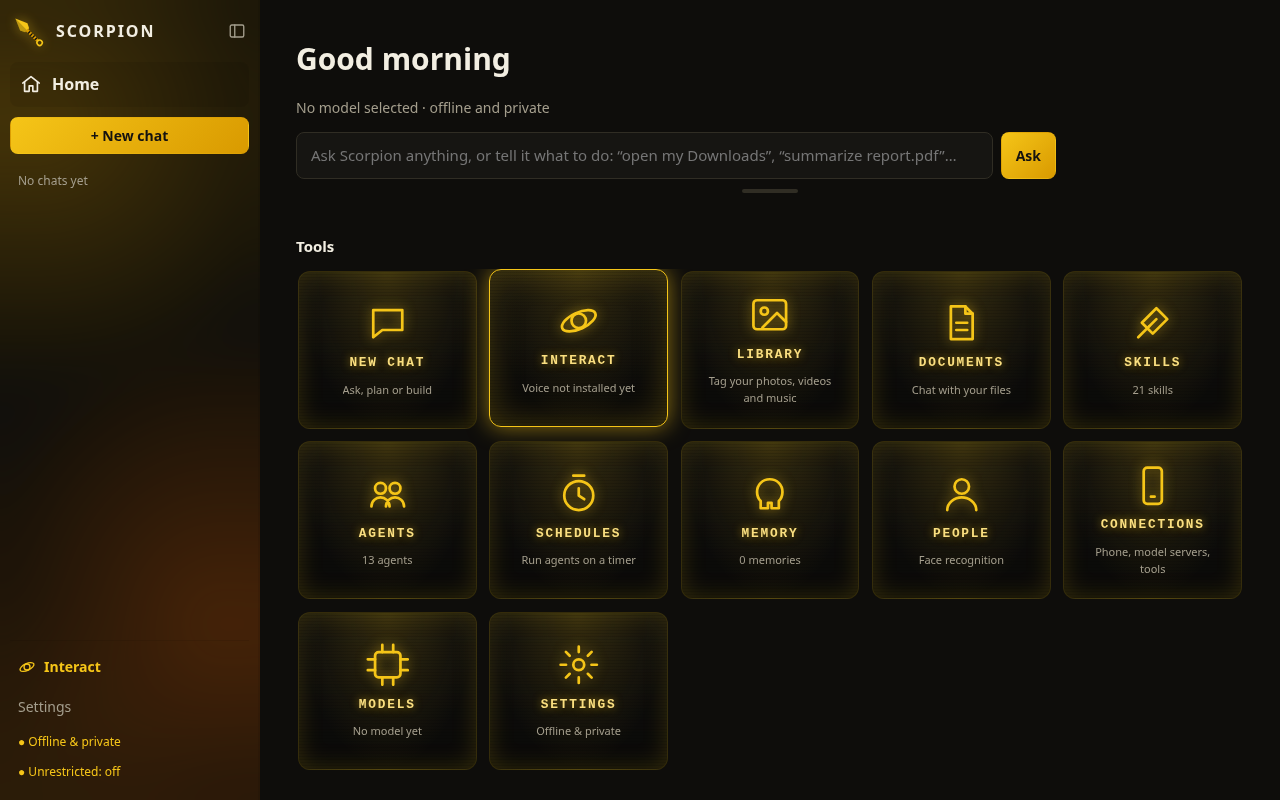 SCORPION
Home
+ New chat
No chats yet
Interact
Settings
● Offline & private
● Unrestricted: off
Good morning
No model selected · offline and private
Ask Scorpion anything, or tell it what to do: “open my Downloads”, “summarize report.pdf”…
Ask
Tools
NEW CHAT
Ask, plan or build
INTERACT
Voice not installed yet
LIBRARY
Tag your photos, videos
and music
DOCUMENTS
Chat with your files
SKILLS
21 skills
AGENTS
13 agents
SCHEDULES
Run agents on a timer
MEMORY
0 memories
PEOPLE
Face recognition
CONNECTIONS
Phone, model servers,
tools
MODELS
No model yet
SETTINGS
Offline & private